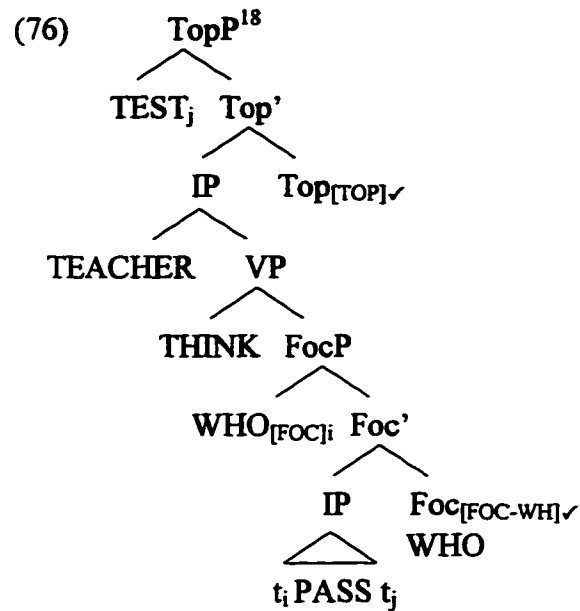 (76) TopP¹⁸
TESTⱼ Top’
IP Top[TOP]✓
TEACHER VP
THINK FocP
WHO[FOC]i Foc’
IP Foc[FOC-WH]✓
WHO
tᵢ PASS tⱼ